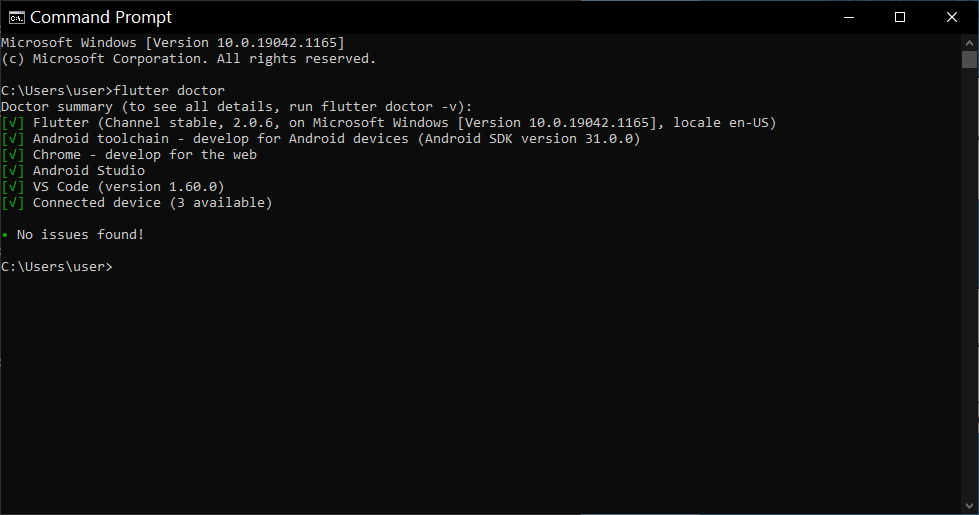 Command Prompt
Microsoft Windows [Version 10.0.19042.1165]
(c) Microsoft Corporation. All rights reserved.
C:\Users\user>flutter doctor
Doctor summary (to see all details, run flutter doctor -v):
[√] Flutter (Channel stable, 2.0.6, on Microsoft Windows [Version 10.0.19042.1165], locale en-US)
[√] Android toolchain - develop for Android devices (Android SDK version 31.0.0)
[√] Chrome - develop for the web
[√] Android Studio
[√] VS Code (version 1.60.0)
[√] Connected device (3 available)
• No issues found!
C:\Users\user>